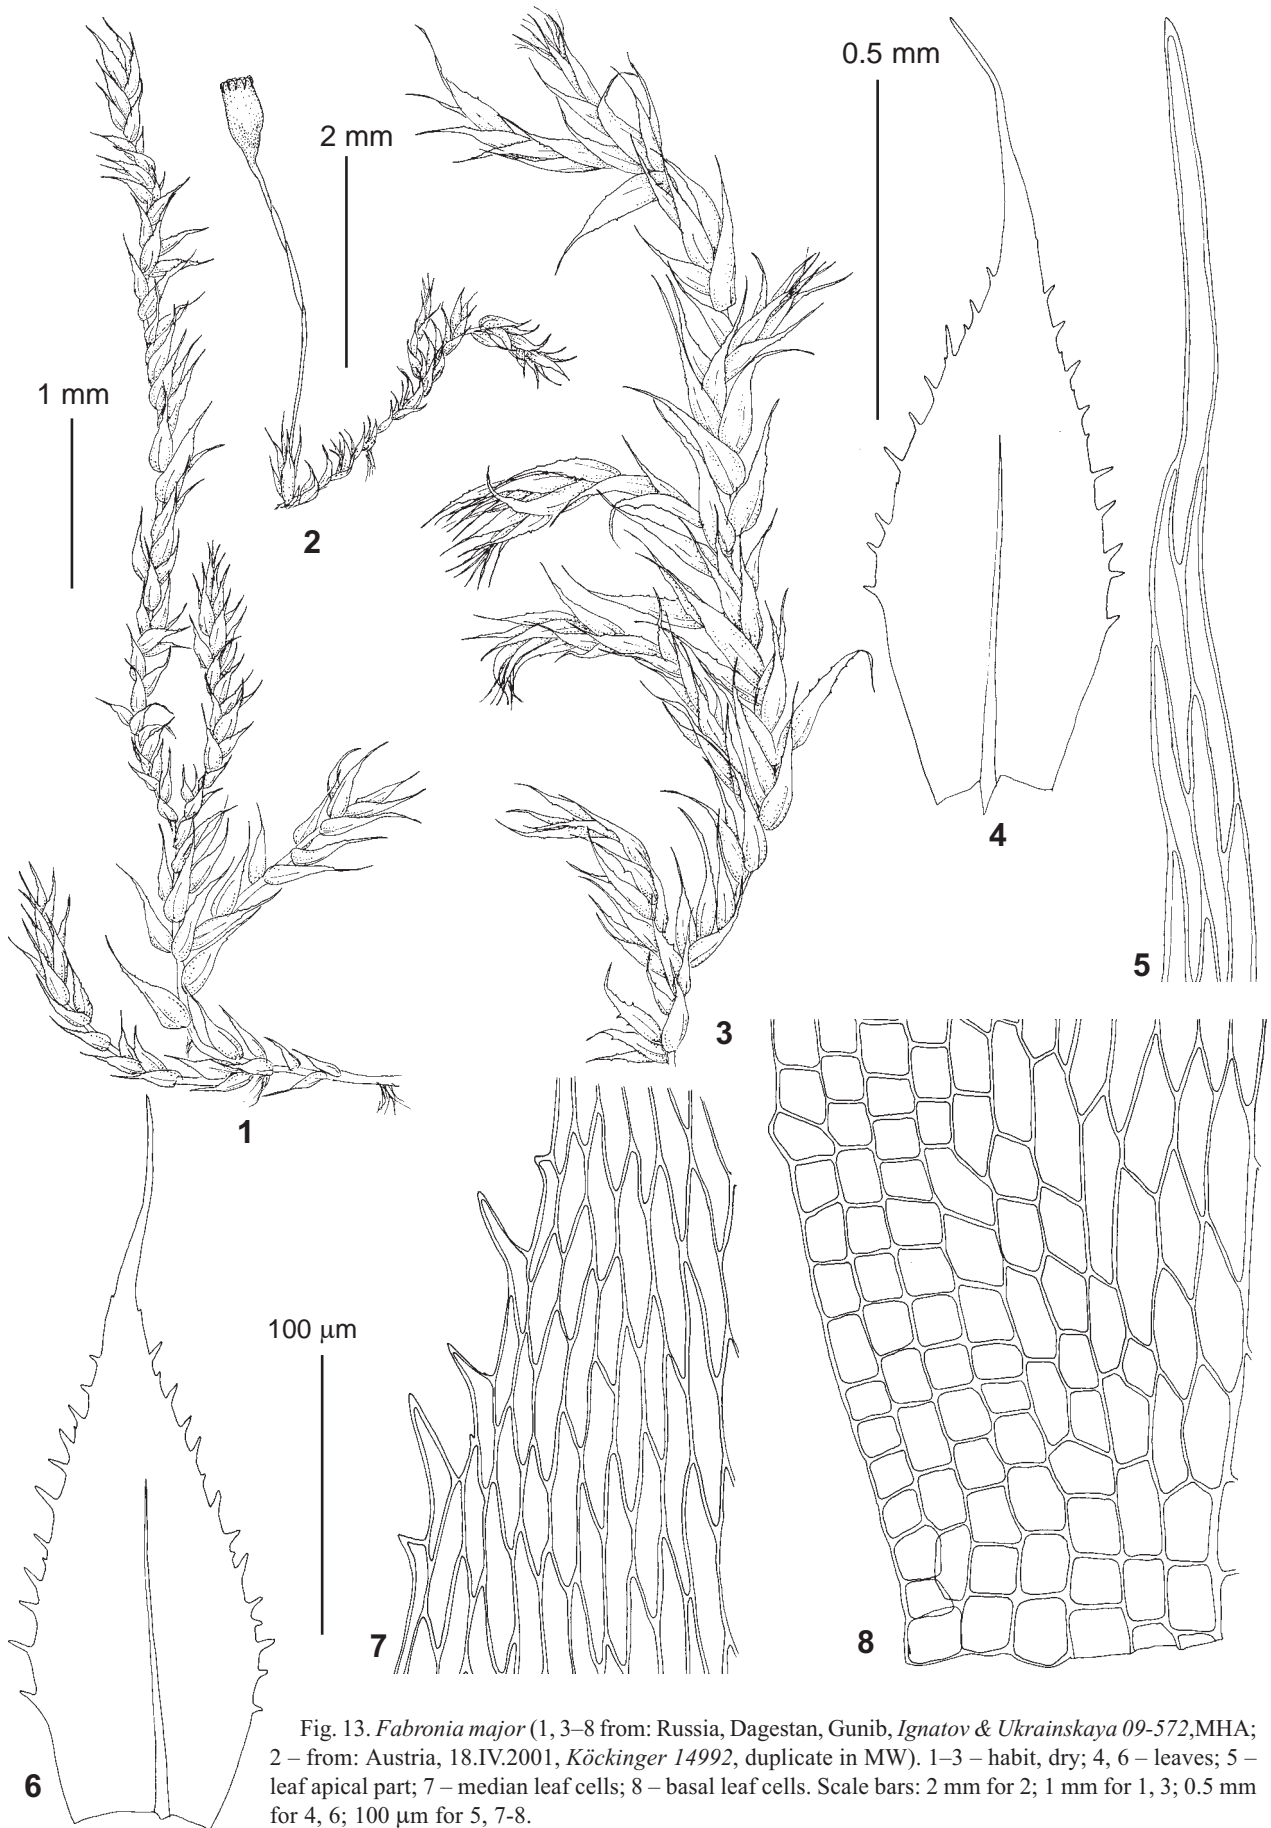 0.5 mm
2 mm
1 mm
2
4
5
3
1
100 μm
7
8
6
Fig. 13. Fabronia major (1, 3–8 from: Russia, Dagestan, Gunib, Ignatov & Ukrainskaya 09-572,MHA;
2 – from: Austria, 18.IV.2001, Köckinger 14992, duplicate in MW). 1–3 – habit, dry; 4, 6 – leaves; 5 –
leaf apical part; 7 – median leaf cells; 8 – basal leaf cells. Scale bars: 2 mm for 2; 1 mm for 1, 3; 0.5 mm
for 4, 6; 100 μm for 5, 7-8.